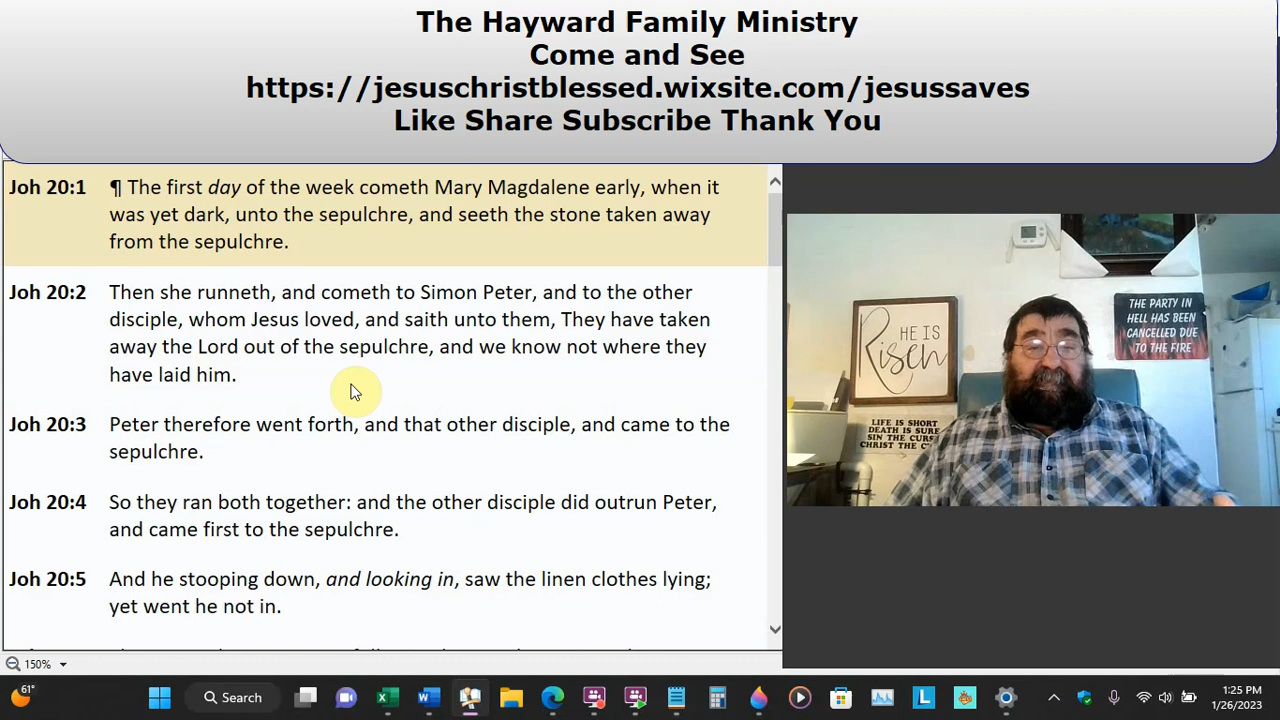 The Hayward Family Ministry
Come and See
https://jesuschristblessed.wixsite.com/jesussaves
Like Share Subscribe Thank You
Joh 20:1 ¶ The first day of the week cometh Mary Magdalene early, when it
was yet dark, unto the sepulchre, and seeth the stone taken away
from the sepulchre.
Joh 20:2 Then she runneth, and cometh to Simon Peter, and to the other
disciple, whom Jesus loved, and saith unto them, They have taken
away the Lord out of the sepulchre, and we know not where they
have laid him.
Joh 20:3 Peter therefore went forth, and that other disciple, and came to the
sepulchre.
Joh 20:4 So they ran both together: and the other disciple did outrun Peter,
and came first to the sepulchre.
Joh 20:5 And he stooping down, and looking in, saw the linen clothes lying;
yet went he not in.
HE IS
Risen
LIFE IS SHORT
DEATH IS SURE
SIN THE CURS
CHRIST THE C
THE PARTY IN
HELL HAS BEEN
CANCELLED DUE
TO THE FIRE
150%
61°
Search
1:25 PM
1/26/2023